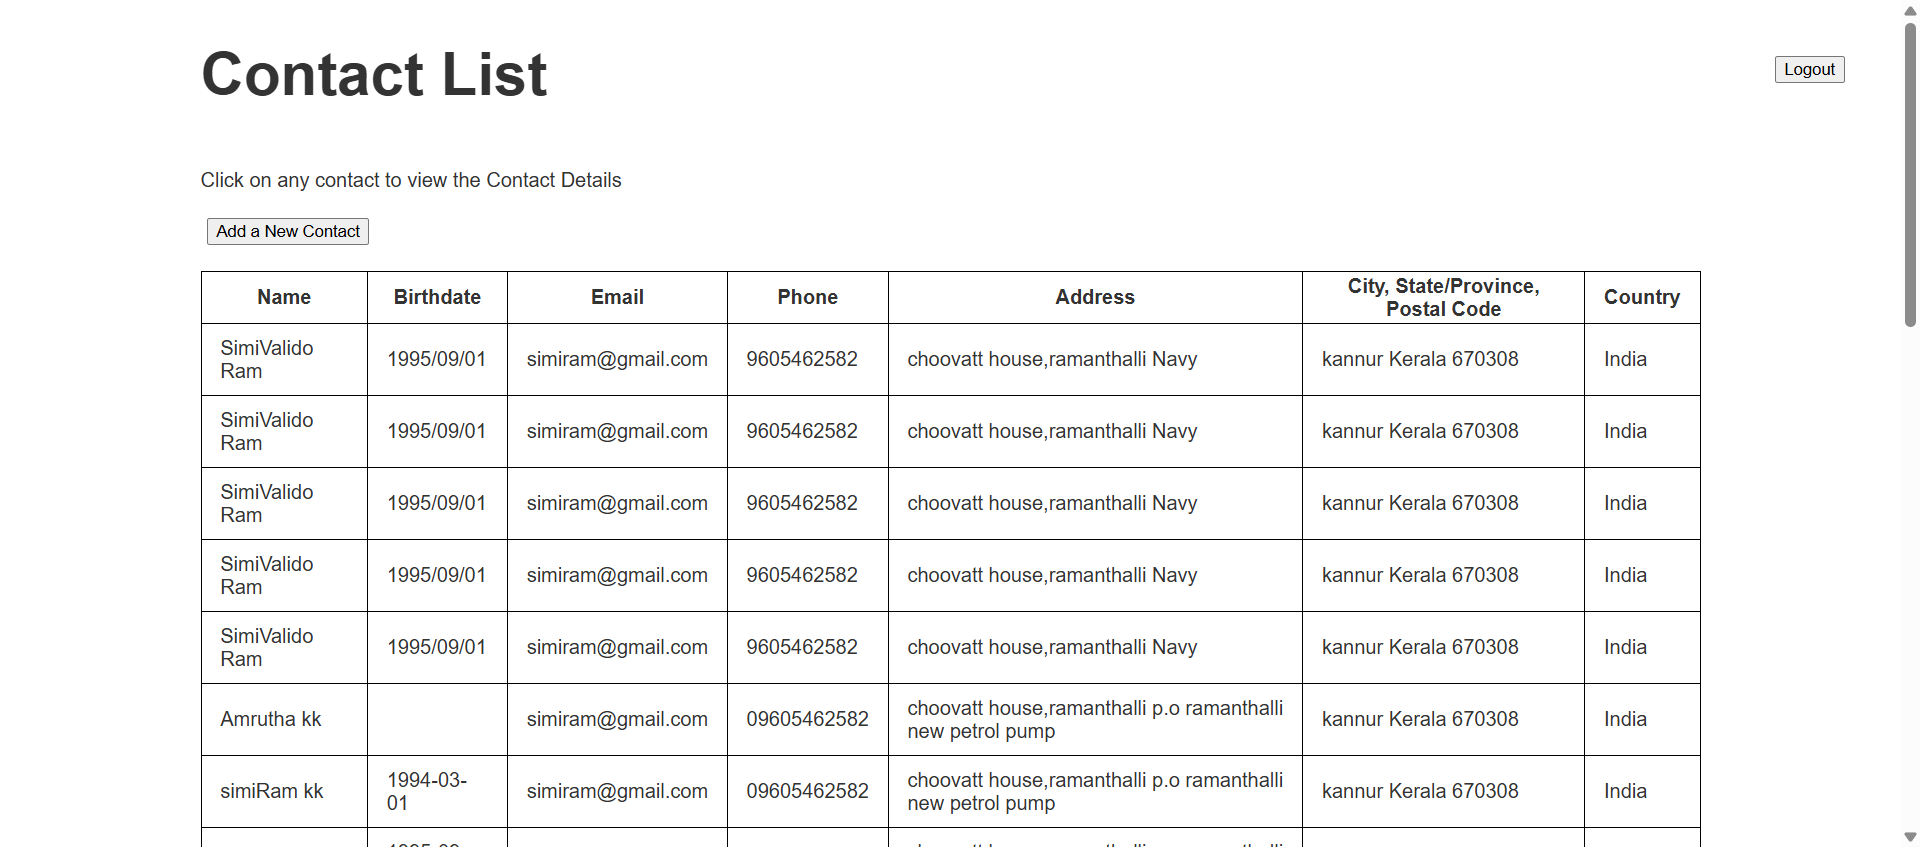 Contact List
Logout
Click on any contact to view the Contact Details
Add a New Contact
Name Birthdate Email Phone Address City, State/Province, Postal Code Country
SimiValido Ram 1995/09/01 simiram@gmail.com 9605462582 choovatt house,ramanthalli Navy kannur Kerala 670308 India
SimiValido Ram 1995/09/01 simiram@gmail.com 9605462582 choovatt house,ramanthalli Navy kannur Kerala 670308 India
SimiValido Ram 1995/09/01 simiram@gmail.com 9605462582 choovatt house,ramanthalli Navy kannur Kerala 670308 India
SimiValido Ram 1995/09/01 simiram@gmail.com 9605462582 choovatt house,ramanthalli Navy kannur Kerala 670308 India
SimiValido Ram 1995/09/01 simiram@gmail.com 9605462582 choovatt house,ramanthalli Navy kannur Kerala 670308 India
Amrutha kk simiram@gmail.com 09605462582 choovatt house,ramanthalli p.o ramanthalli new petrol pump kannur Kerala 670308 India
simiRam kk 1994-03-01 simiram@gmail.com 09605462582 choovatt house,ramanthalli p.o ramanthalli new petrol pump kannur Kerala 670308 India